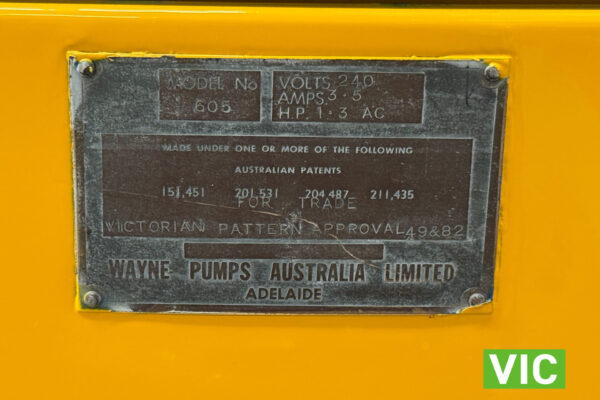 MODEL No
605
VOLTS 240
AMPS 3·5
H.P. 1·3 AC
MADE UNDER ONE OR MORE OF THE FOLLOWING
AUSTRALIAN PATENTS
151,451 201,531 204,487 211,435
FOR TRADE
VICTORIAN PATTERN APPROVAL 49&82
WAYNE PUMPS AUSTRALIA LIMITED
ADELAIDE
VIC